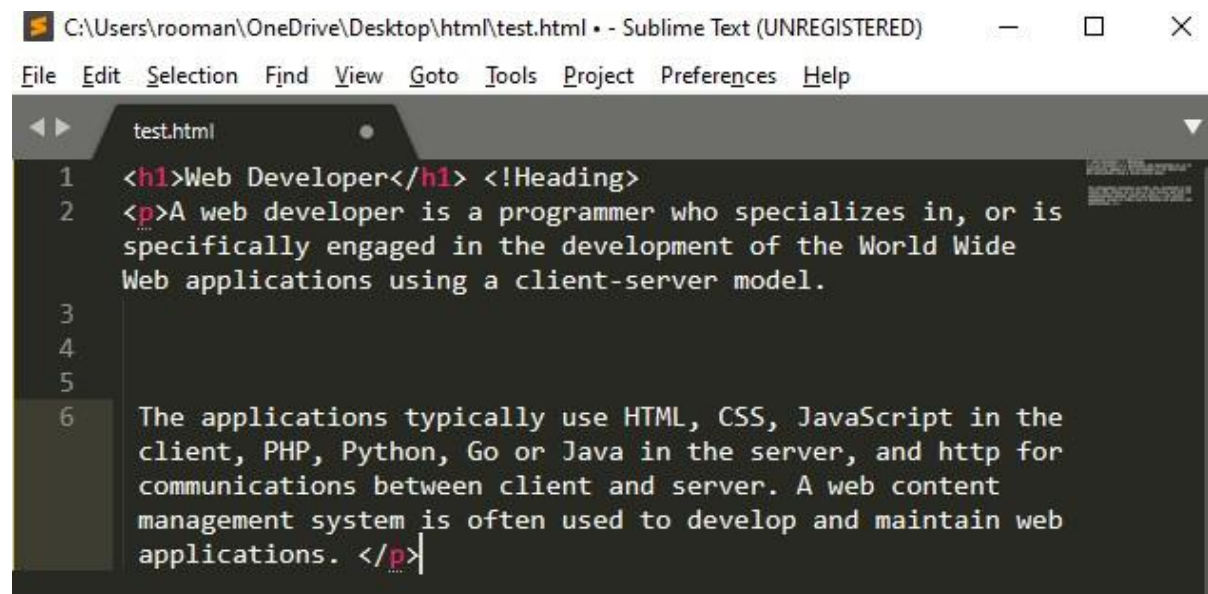 C:\Users\rooman\OneDrive\Desktop\html\test.html • - Sublime Text (UNREGISTERED)
File Edit Selection Find View Goto Tools Project Preferences Help
test.html
1 <h1>Web Developer</h1> <!Heading>
2 <p>A web developer is a programmer who specializes in, or is
specifically engaged in the development of the World Wide
Web applications using a client-server model.
3
4
5
6 The applications typically use HTML, CSS, JavaScript in the
client, PHP, Python, Go or Java in the server, and http for
communications between client and server. A web content
management system is often used to develop and maintain web
applications. </p>